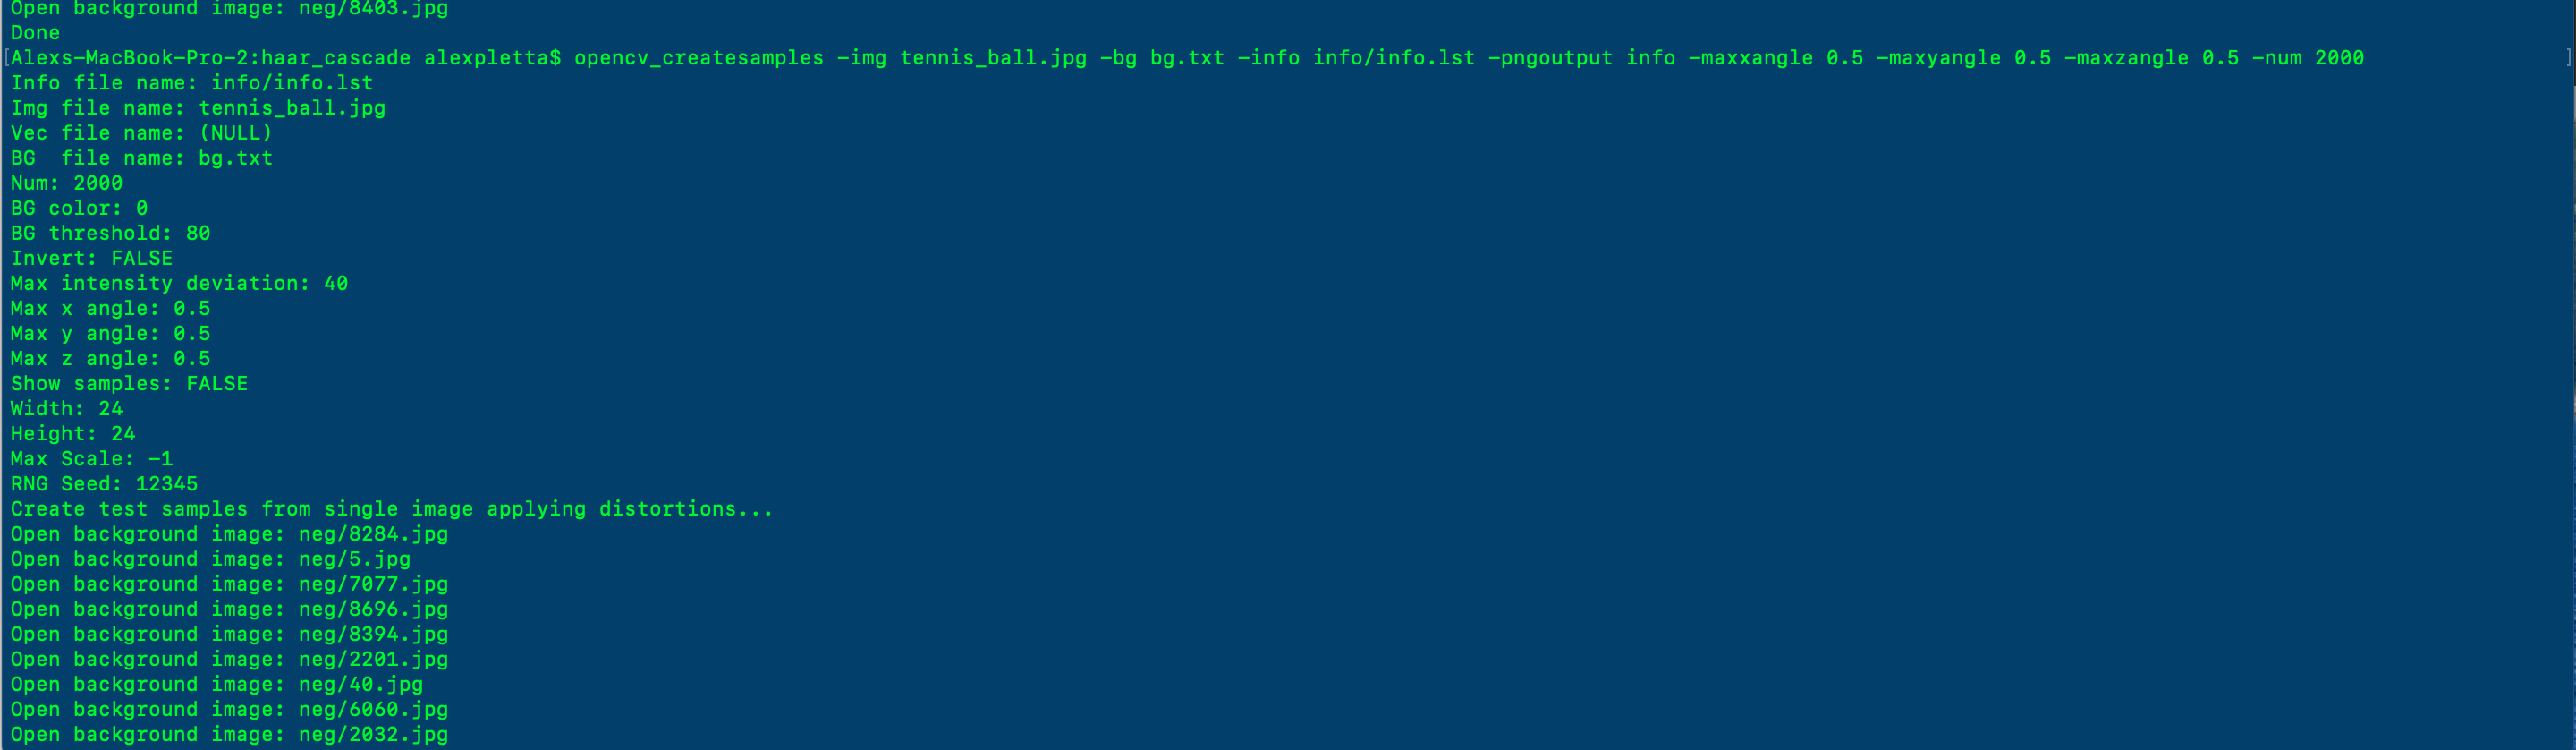 Open background image: neg/8403.jpg
Done
[Alexs-MacBook-Pro-2:haar_cascade alexpletta$ opencv_createsamples -img tennis_ball.jpg -bg bg.txt -info info/info.lst -pngoutput info -maxxangle 0.5 -maxyangle 0.5 -maxzangle 0.5 -num 2000 ]
Info file name: info/info.lst
Img file name: tennis_ball.jpg
Vec file name: (NULL)
BG  file name: bg.txt
Num: 2000
BG color: 0
BG threshold: 80
Invert: FALSE
Max intensity deviation: 40
Max x angle: 0.5
Max y angle: 0.5
Max z angle: 0.5
Show samples: FALSE
Width: 24
Height: 24
Max Scale: -1
RNG Seed: 12345
Create test samples from single image applying distortions...
Open background image: neg/8284.jpg
Open background image: neg/5.jpg
Open background image: neg/7077.jpg
Open background image: neg/8696.jpg
Open background image: neg/8394.jpg
Open background image: neg/2201.jpg
Open background image: neg/40.jpg
Open background image: neg/6060.jpg
Open background image: neg/2032.jpg